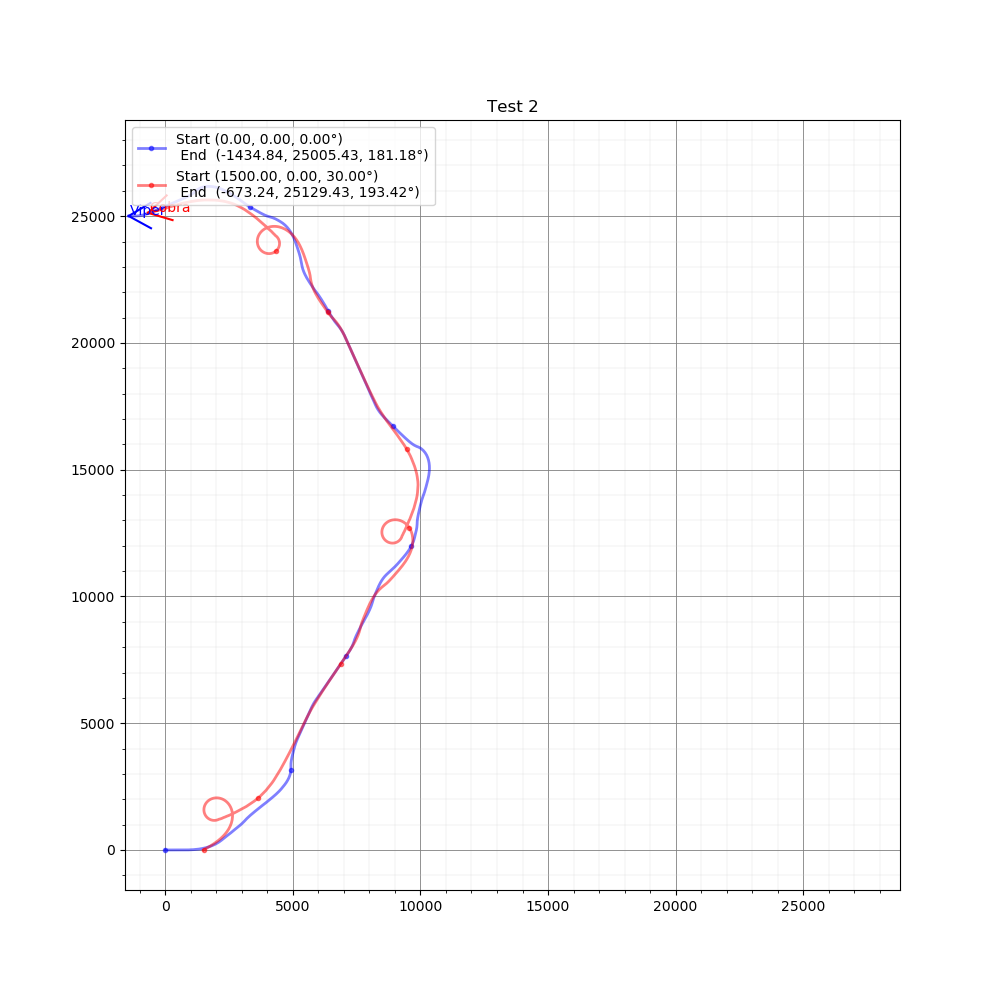 Test 2
Start (0.00, 0.00, 0.00°)
End (-1434.84, 25005.43, 181.18°)
Start (1500.00, 0.00, 30.00°)
End (-673.24, 25129.43, 193.42°)
25000
20000
15000
10000
5000
0
0 5000 10000 15000 20000 25000